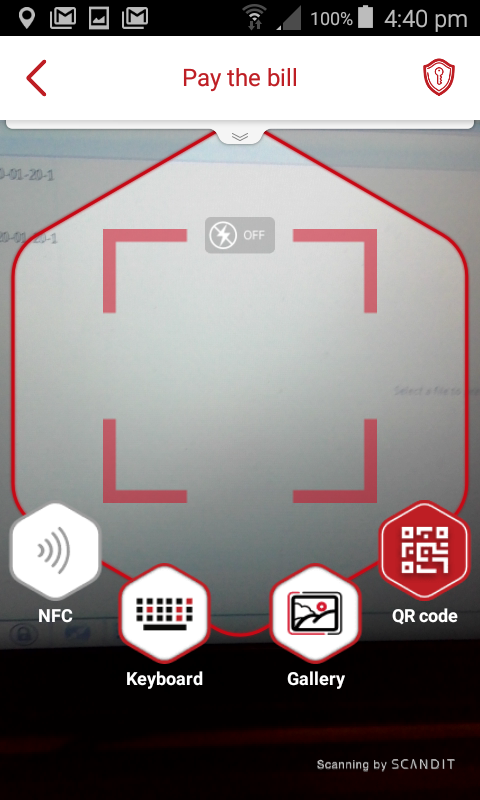 100% 4:40 pm
Pay the bill
OFF
NFC
QR code
Keyboard
Gallery
Scanning by SCANDIT